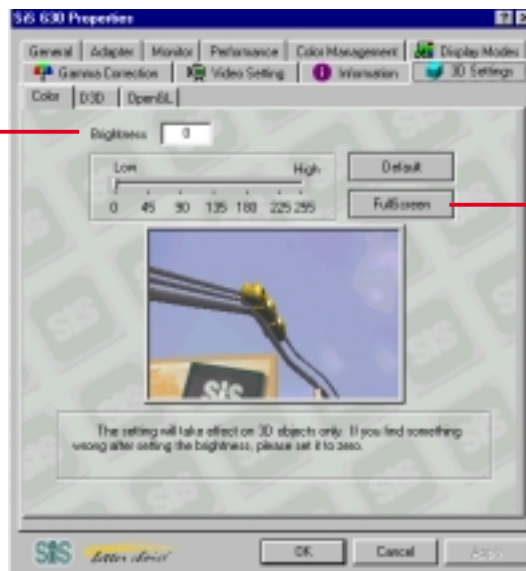 SiS 630 Properties
General Adapter Monitor Performance Color Management Display Modes
Gamma Correction Video Setting Information 3D Settings
Color D3D OpenGL
Brightness 0
Low High Default
0 45 90 135 180 225 255 FullScreen
SiS
The setting will take effect on 3D objects only. If you find something
wrong after setting the brightness, please set it to zero.
SiS OK Cancel Apply